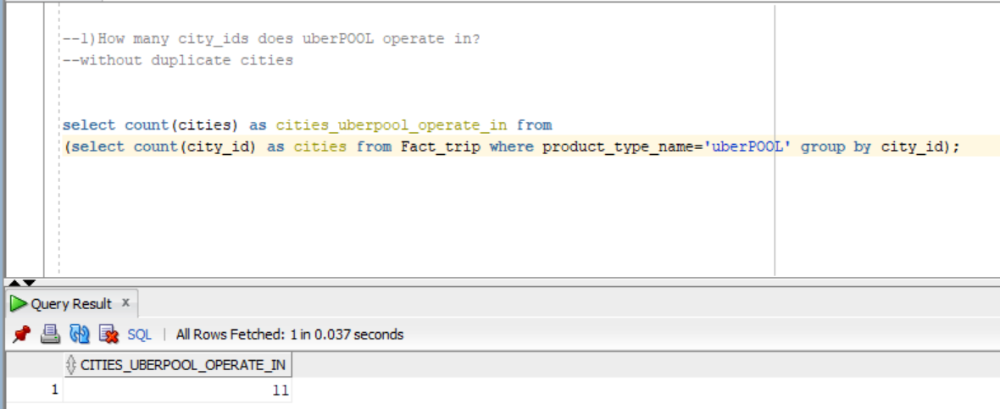 --1)How many city_ids does uberPOOL operate in?
--without duplicate cities
select count(cities) as cities_uberpool_operate_in from
(select count(city_id) as cities from Fact_trip where product_type_name='uberPOOL' group by city_id);
Query Result x
SQL | All Rows Fetched: 1 in 0.037 seconds
CITIES_UBERPOOL_OPERATE_IN
1 11